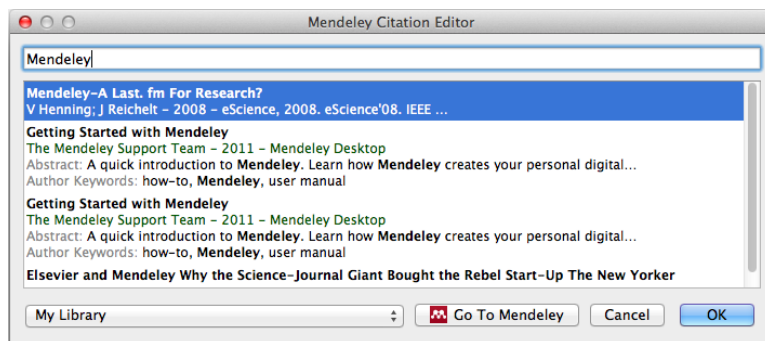 Mendeley Citation Editor
Mendeley
Mendeley–A Last. fm For Research?
V Henning; J Reichelt – 2008 – eScience, 2008. eScience'08. IEEE ...
Getting Started with Mendeley
The Mendeley Support Team – 2011 – Mendeley Desktop
Abstract: A quick introduction to Mendeley. Learn how Mendeley creates your personal digital...
Author Keywords: how-to, Mendeley, user manual
Getting Started with Mendeley
The Mendeley Support Team – 2011 – Mendeley Desktop
Abstract: A quick introduction to Mendeley. Learn how Mendeley creates your personal digital...
Author Keywords: how-to, Mendeley, user manual
Elsevier and Mendeley Why the Science-Journal Giant Bought the Rebel Start-Up The New Yorker
My Library Go To Mendeley Cancel OK